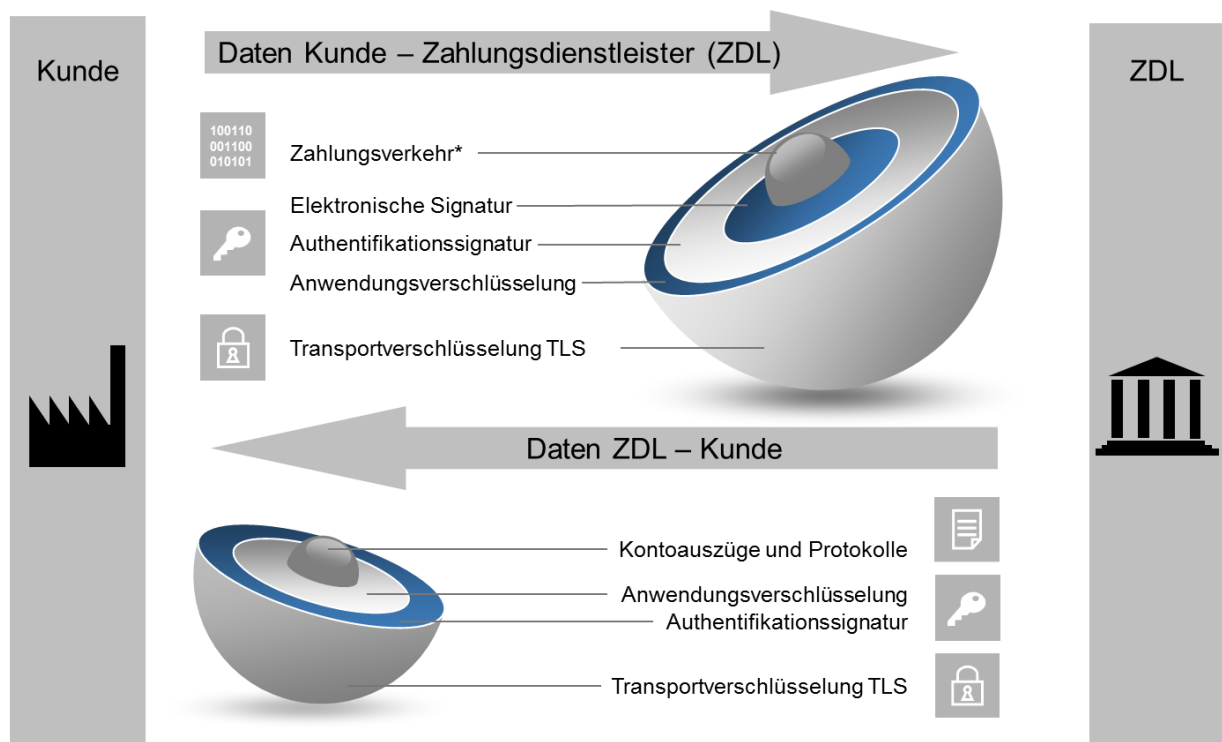 Kunde
Daten Kunde – Zahlungsdienstleister (ZDL)
ZDL
100110
001100
010101
Zahlungsverkehr*
Elektronische Signatur
Authentifikationssignatur
Anwendungsverschlüsselung
Transportverschlüsselung TLS
Daten ZDL – Kunde
Kontoauszüge und Protokolle
Anwendungsverschlüsselung
Authentifikationssignatur
Transportverschlüsselung TLS